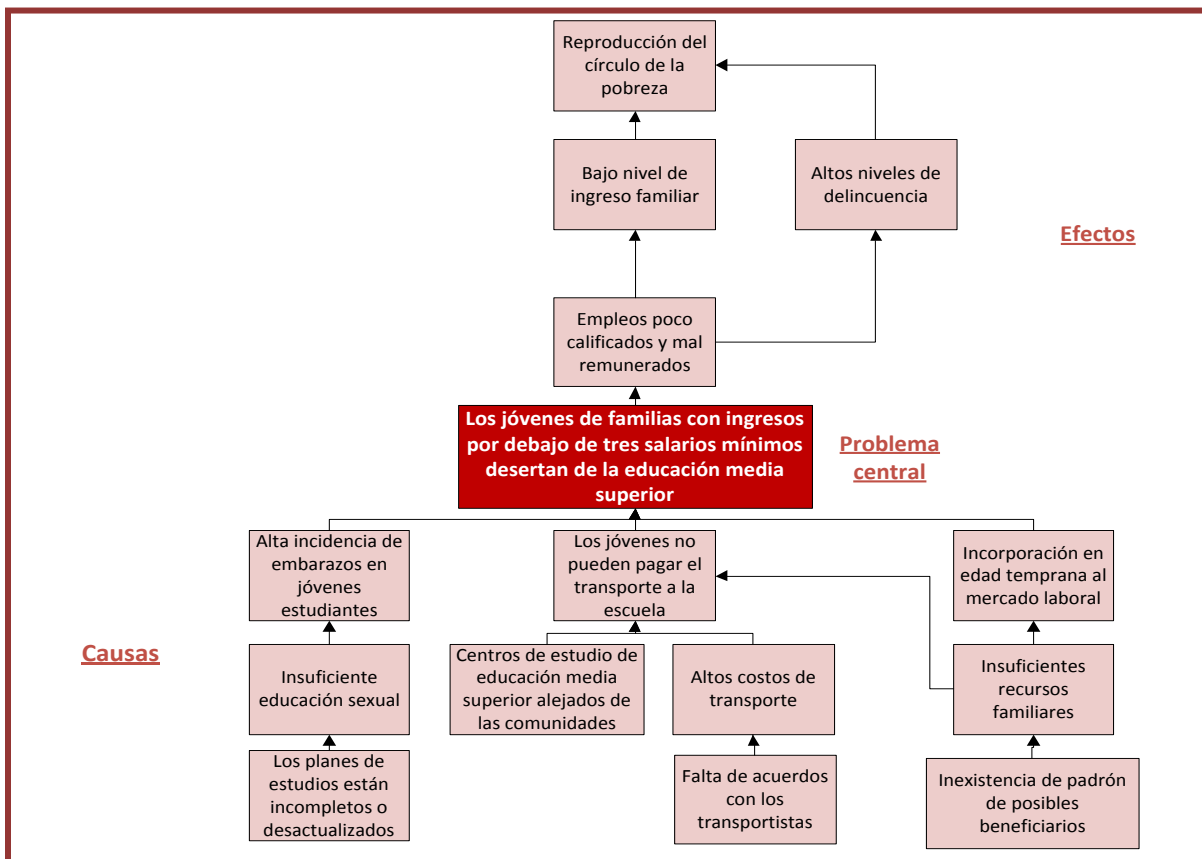 Reproducción del
círculo de la
pobreza
Bajo nivel de
ingreso familiar
Altos niveles de
delincuencia
Efectos
Empleos poco
calificados y mal
remunerados
Los jóvenes de familias con ingresos
por debajo de tres salarios mínimos
desertan de la educación media
superior
Problema
central
Alta incidencia de
embarazos en
jóvenes
estudiantes
Los jóvenes no
pueden pagar el
transporte a la
escuela
Incorporación en
edad temprana al
mercado laboral
Causas
Insuficiente
educación sexual
Centros de estudio de
educación media
superior alejados de
las comunidades
Altos costos de
transporte
Insuficientes
recursos
familiares
Los planes de
estudios están
incompletos o
desactualizados
Falta de acuerdos
con los
transportistas
Inexistencia de padrón
de posibles
beneficiarios